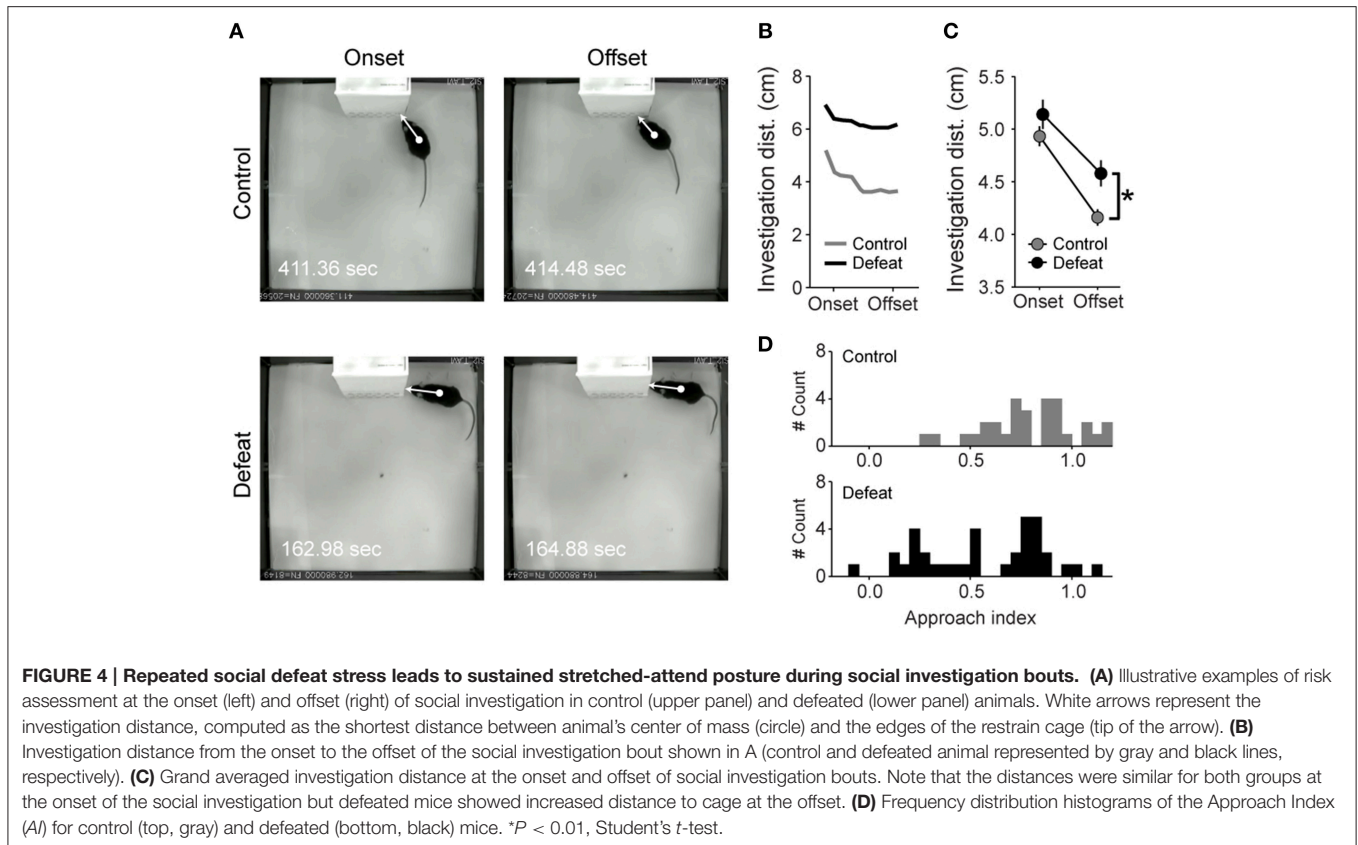 A
Onset
Offset
Control
411.36 sec
414.48 sec
Defeat
162.98 sec
164.88 sec
B
Investigation dist. (cm)
8
6
4
2
0
Control
Defeat
Onset Offset
C
Investigation dist. (cm)
5.5
5.0
4.5
4.0
3.5
*
Control
Defeat
Onset Offset
D
Control
# Count
8
4
0
0.0 0.5 1.0
Defeat
# Count
8
4
0
0.0 0.5 1.0
Approach index
FIGURE 4 | Repeated social defeat stress leads to sustained stretched-attend posture during social investigation bouts. (A) Illustrative examples of risk
assessment at the onset (left) and offset (right) of social investigation in control (upper panel) and defeated (lower panel) animals. White arrows represent the
investigation distance, computed as the shortest distance between animal's center of mass (circle) and the edges of the restrain cage (tip of the arrow). (B)
Investigation distance from the onset to the offset of the social investigation bout shown in A (control and defeated animal represented by gray and black lines,
respectively). (C) Grand averaged investigation distance at the onset and offset of social investigation bouts. Note that the distances were similar for both groups at
the onset of the social investigation but defeated mice showed increased distance to cage at the offset. (D) Frequency distribution histograms of the Approach Index
(AI) for control (top, gray) and defeated (bottom, black) mice. *P < 0.01, Student's t-test.